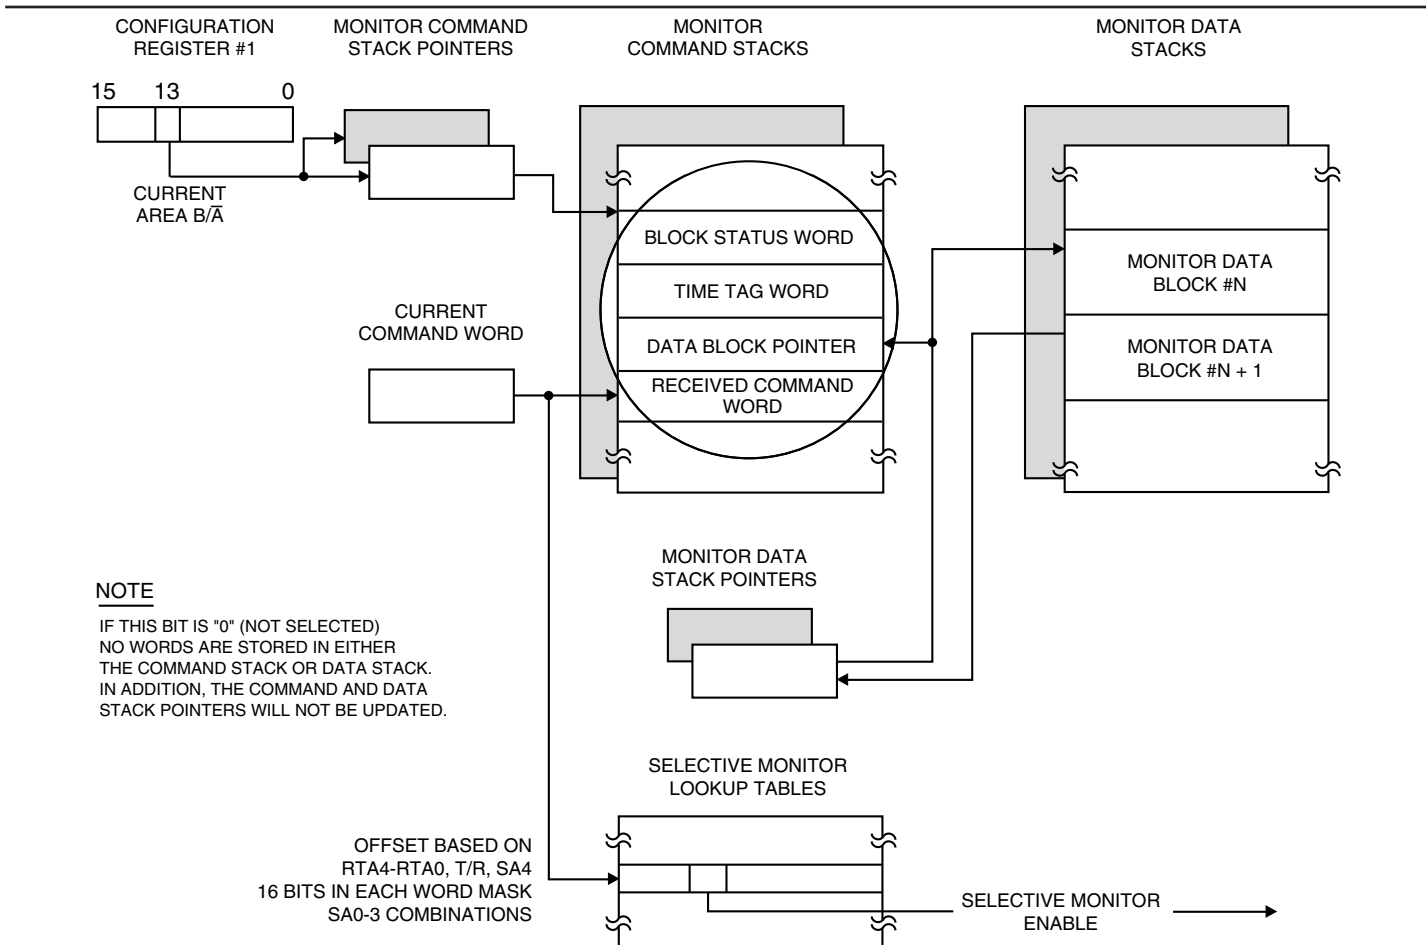 CONFIGURATION
REGISTER #1
MONITOR COMMAND
STACK POINTERS
MONITOR
COMMAND STACKS
MONITOR DATA
STACKS
15 13 0
CURRENT
AREA B/A̅
BLOCK STATUS WORD
TIME TAG WORD
DATA BLOCK POINTER
RECEIVED COMMAND
WORD
MONITOR DATA
BLOCK #N
MONITOR DATA
BLOCK #N + 1
CURRENT
COMMAND WORD
MONITOR DATA
STACK POINTERS
NOTE
IF THIS BIT IS "0" (NOT SELECTED)
NO WORDS ARE STORED IN EITHER
THE COMMAND STACK OR DATA STACK.
IN ADDITION, THE COMMAND AND DATA
STACK POINTERS WILL NOT BE UPDATED.
SELECTIVE MONITOR
LOOKUP TABLES
OFFSET BASED ON
RTA4-RTA0, T/R, SA4
16 BITS IN EACH WORD MASK
SA0-3 COMBINATIONS
SELECTIVE MONITOR
ENABLE